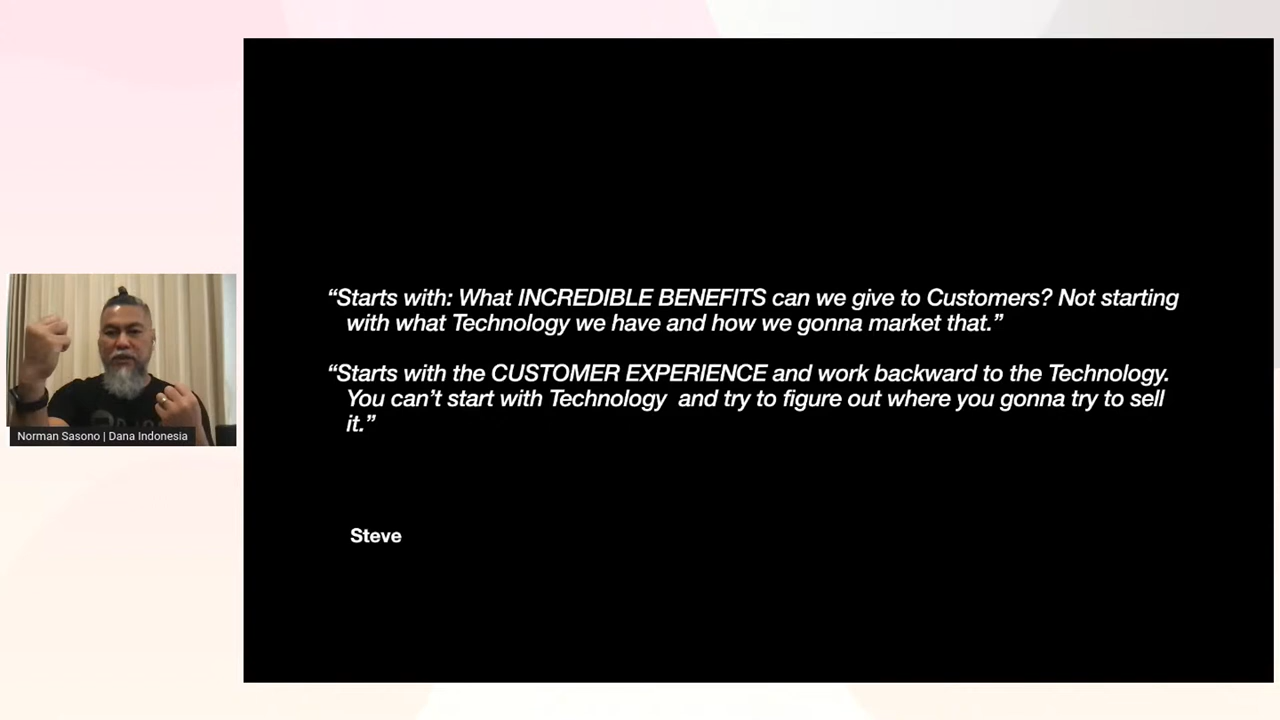 “Starts with: What INCREDIBLE BENEFITS can we give to Customers? Not starting
with what Technology we have and how we gonna market that.”
“Starts with the CUSTOMER EXPERIENCE and work backward to the Technology.
You can’t start with Technology  and try to figure out where you gonna try to sell
it.”
Steve
Norman Sasono | Dana Indonesia